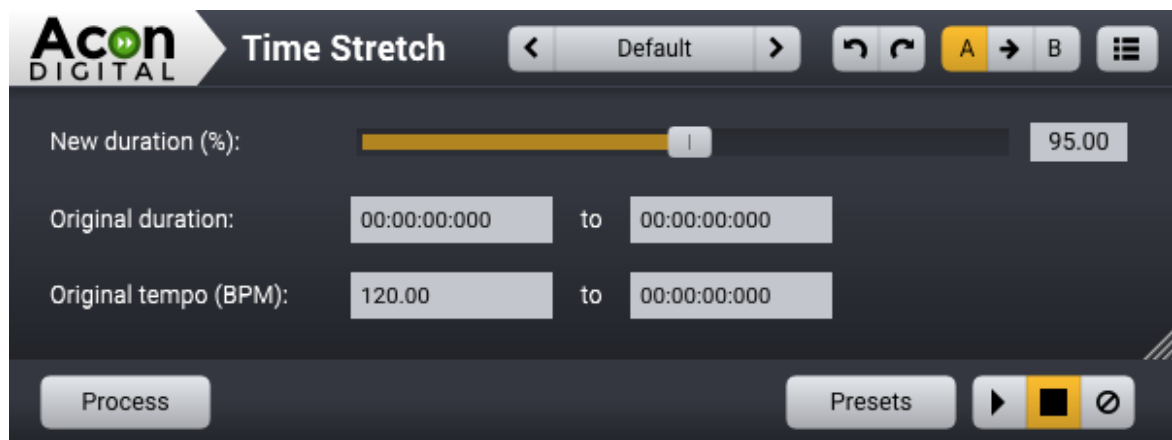 Acon
DIGITAL
Time Stretch
Default
A
B
New duration (%):
95.00
Original duration:
00:00:00:000
to
00:00:00:000
Original tempo (BPM):
120.00
to
00:00:00:000
Process
Presets